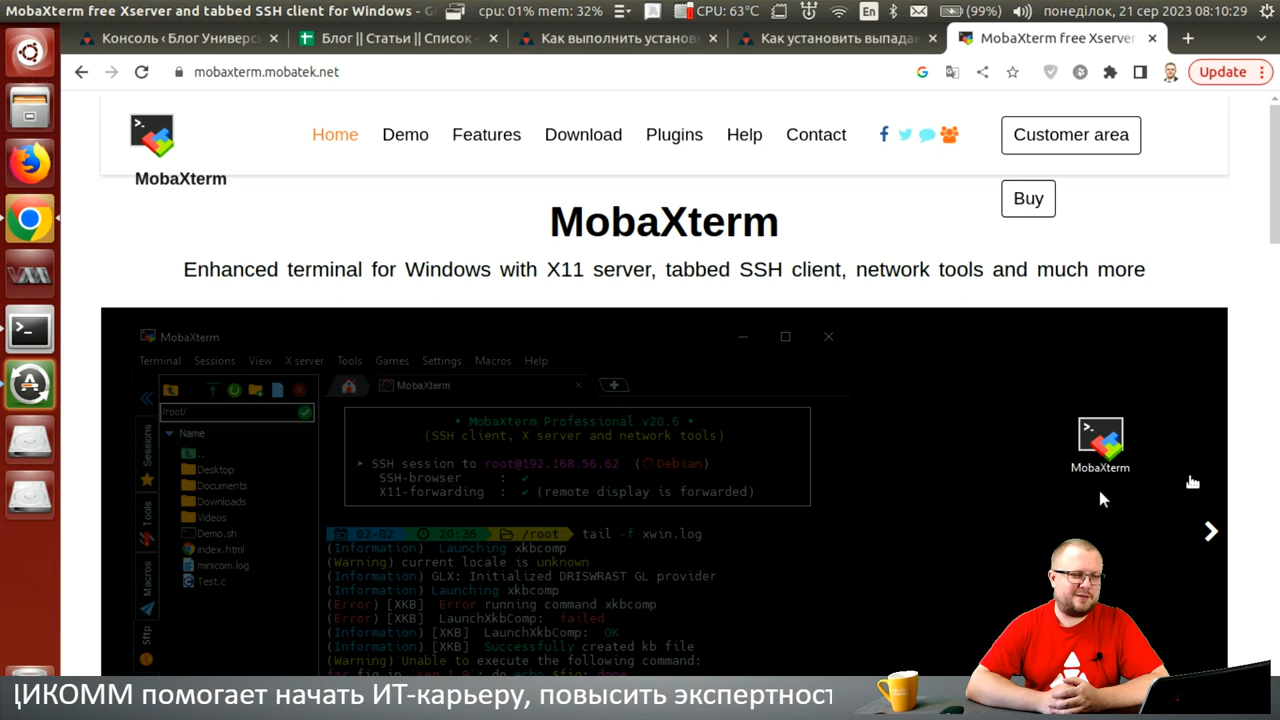 MobaXterm free Xserver and tabbed SSH client for Windows - G
cpu: 01% mem: 32%
CPU: 63°C
En
(99%)
понеділок, 21 сер 2023 08:10:29
Консоль ‹ Блог Универс
Блог || Статьи || Список -
Как выполнить установ
Как установить выпада
MobaXterm free Xserver
mobaxterm.mobatek.net
Update
MobaXterm
Home
Demo
Features
Download
Plugins
Help
Contact
Customer area
Buy
MobaXterm
Enhanced terminal for Windows with X11 server, tabbed SSH client, network tools and much more
MobaXterm
Terminal Sessions View X server Tools Games Settings Macros Help
MobaXterm
/root/
Name
..
Desktop
Documents
Downloads
Videos
Demo.sh
index.html
minicom.log
Test.c
Sessions
Tools
Macros
Sftp
• MobaXterm Professional v20.6 •
(SSH client, X server and network tools)
➤ SSH session to root@192.168.56.62 (Debian)
SSH-browser : ✔
X11-forwarding : ✔ (remote display is forwarded)
02-02 20:36 /root tail -f xwin.log
(Information) Launching xkbcomp
(Warning) current locale is unknown
(Information) GLX: Initialized DRISWRAST GL provider
(Information) Launching xkbcomp
(Error) [XKB] Error running command xkbcomp
(Error) [XKB] LaunchXkbComp: failed
(Information) [XKB] LaunchXkbComp: OK
(Information) [XKB] Successfully created kb file
(Warning) Unable to execute the following command:
MobaXterm
ЦИКОММ помогает начать ИТ-карьеру, повысить экспертност